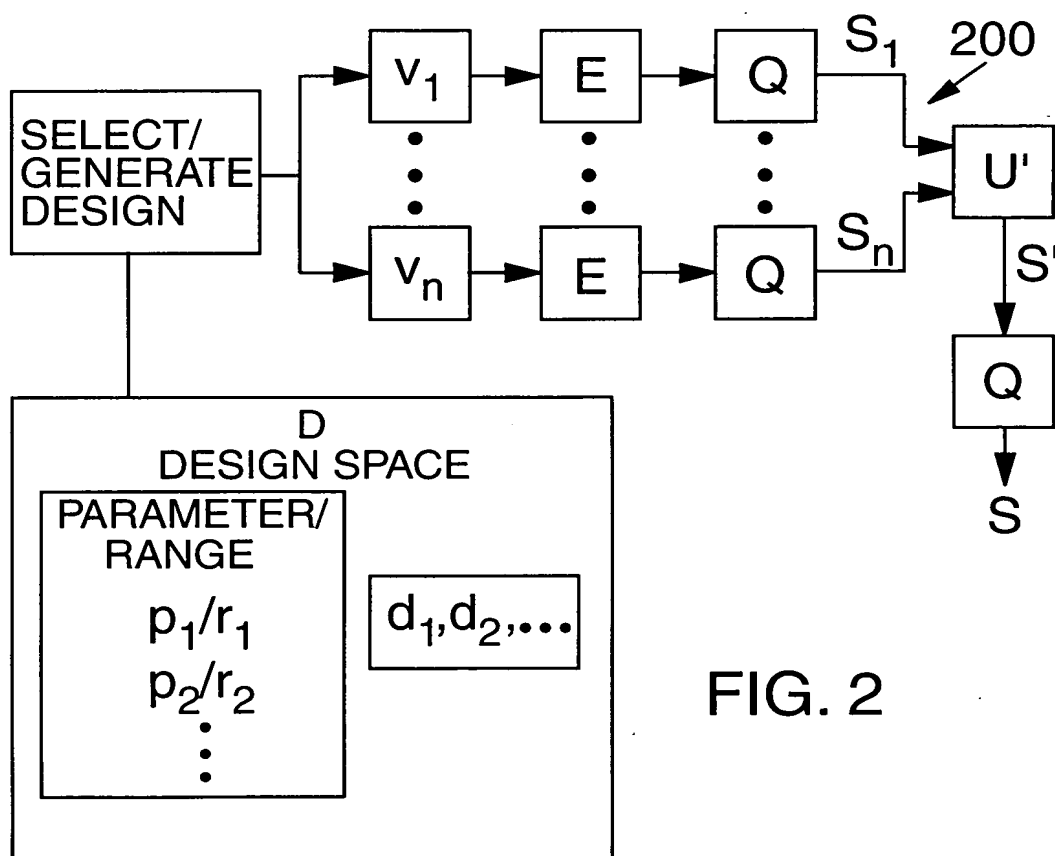 SELECT/
GENERATE
DESIGN
v1
E
Q
S1
200
vn
E
Q
Sn
U'
S'
Q
S
D
DESIGN SPACE
PARAMETER/
RANGE
p1/r1
p2/r2
d1,d2,...
FIG. 2